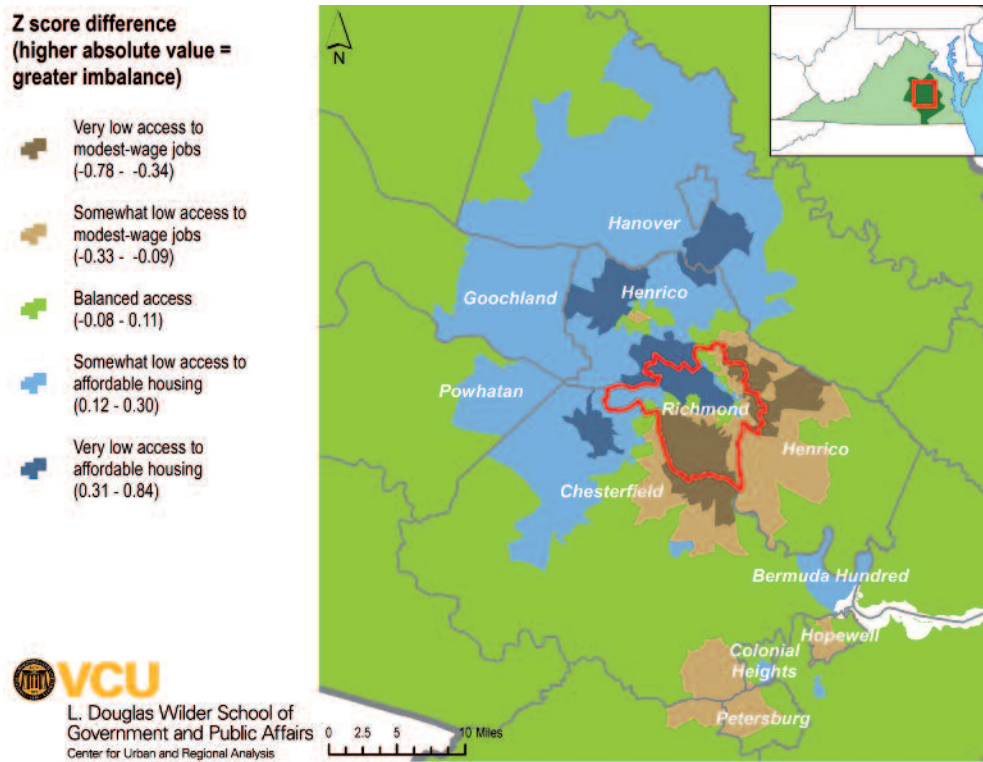 Z score difference
(higher absolute value =
greater imbalance)
Very low access to
modest-wage jobs
(-0.78 - -0.34)
Somewhat low access to
modest-wage jobs
(-0.33 - -0.09)
Balanced access
(-0.08 - 0.11)
Somewhat low access to
affordable housing
(0.12 - 0.30)
Very low access to
affordable housing
(0.31 - 0.84)
VCU
L. Douglas Wilder School of
Government and Public Affairs
Center for Urban and Regional Analysis
N
Hanover
Goochland
Henrico
Powhatan
Richmond
Henrico
Chesterfield
Bermuda Hundred
Hopewell
Colonial
Heights
Petersburg
0 2.5 5 10 Miles